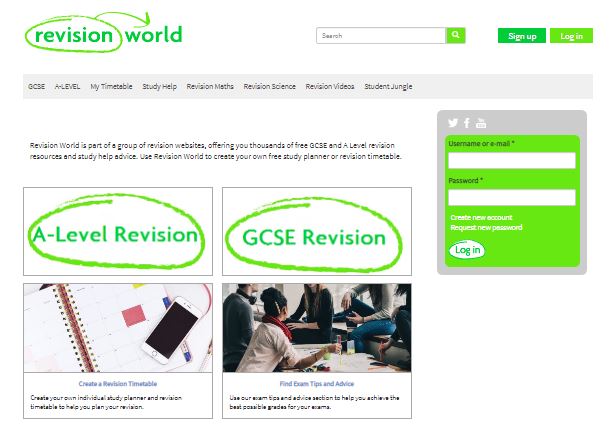 revision world
Search
Sign up
Log in
GCSE A-LEVEL My Timetable Study Help Revision Maths Revision Science Revision Videos Student Jungle
Revision World is part of a group of revision websites, offering you thousands of free GCSE and A Level revision
resources and study help advice. Use Revision World to create your own free study planner or revision timetable.
A-Level Revision
GCSE Revision
Create a Revision Timetable
Create your own individual study planner and revision
timetable to help you plan your revision.
Find Exam Tips and Advice
Use our exam tips and advice section to help you achieve the
best possible grades for your exams.
You
Username or e-mail *
Password *
Create new account
Request new password
Log in